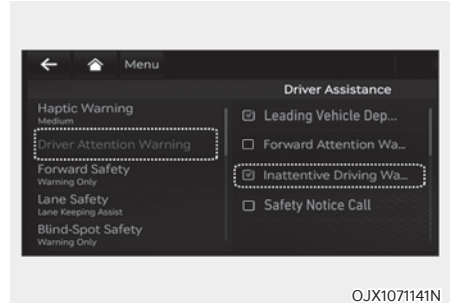 Menu
Driver Assistance
Haptic Warning
Medium
Driver Attention Warning
Forward Safety
Warning Only
Lane Safety
Lane Keeping Assist
Blind-Spot Safety
Warning Only
Leading Vehicle Dep...
Forward Attention Wa...
Inattentive Driving Wa...
Safety Notice Call
OJX1071141N